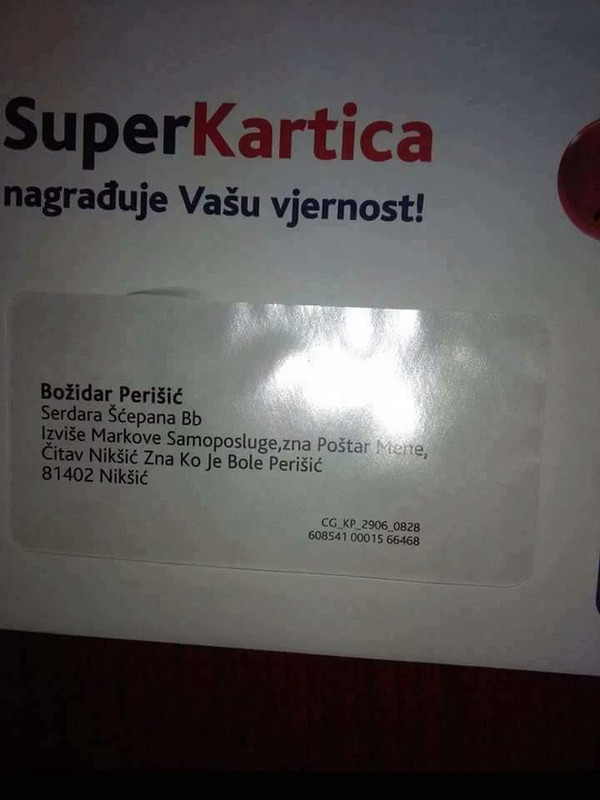 SuperKartica
nagrađuje Vašu vjernost!
Božidar Perišić
Serdara Šćepana Bb
Izviše Markove Samoposluge,zna Poštar Mene,
Čitav Nikšić Zna Ko Je Bole Perišić
81402 Nikšić
CG_KP_2906_0828
608541 00015 66468